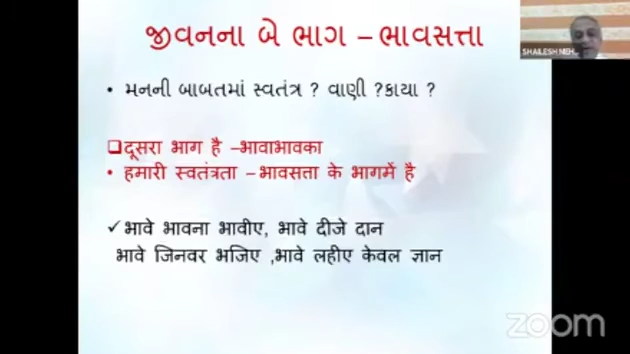 જીવનના બે ભાગ – ભાવસત્તા
• મનની બાબતમાં સ્વતંત્ર ? વાણી ?કાયા ?
❑दूसरा भाग है –भावाभावका
• हमारी स्वतंत्रता – भावसत्ता के भागमें है
✓भावे भावना भावीए, भावे दीजे दान
भावे जिनवर भजिए ,भावे लहीए केवल ज्ञान
SHAILESH MEH
zoom